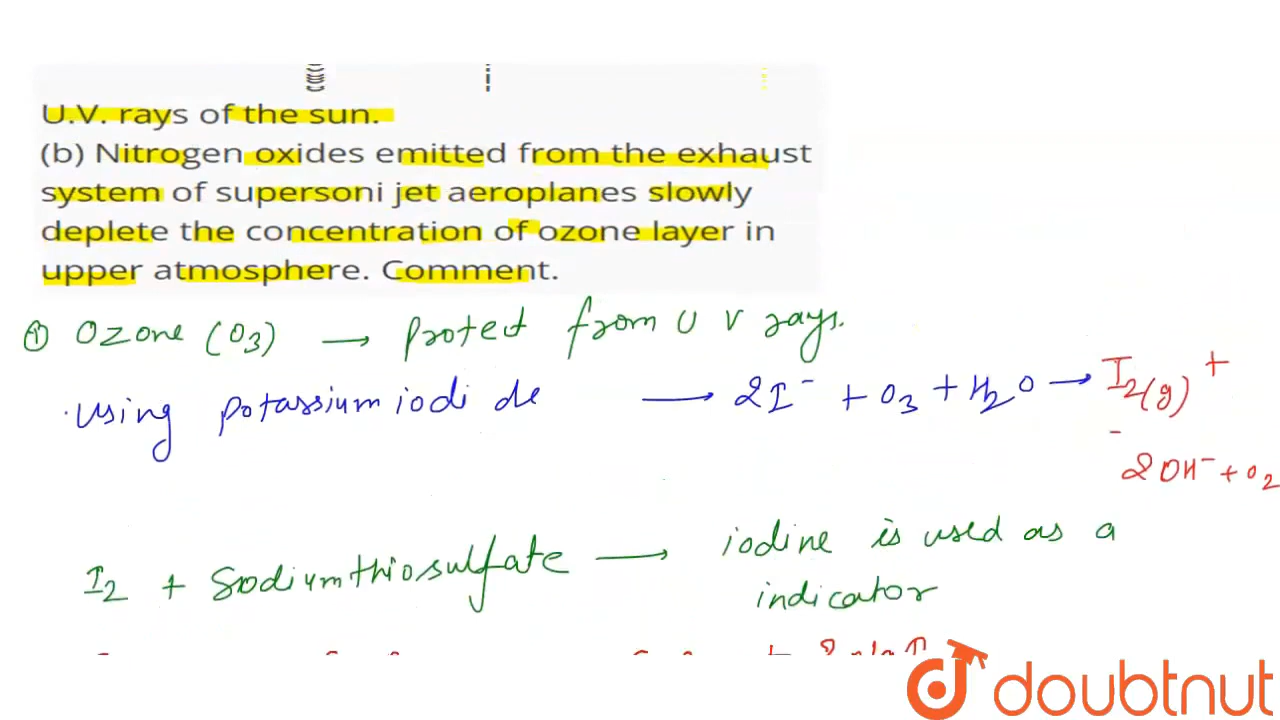 U.V. rays of the sun.
(b) Nitrogen oxides emitted from the exhaust
system of supersoni jet aeroplanes slowly
deplete the concentration of ozone layer in
upper atmosphere. Comment.
① Ozone (O3) → Protect from U V rays.
. Using potassium iodide → 2I⁻ + O3 + H2O → I2(g) +
2OH⁻ + O2
I2 + Sodiumthiosulfate → iodine is used as a
indicator
doubtnut